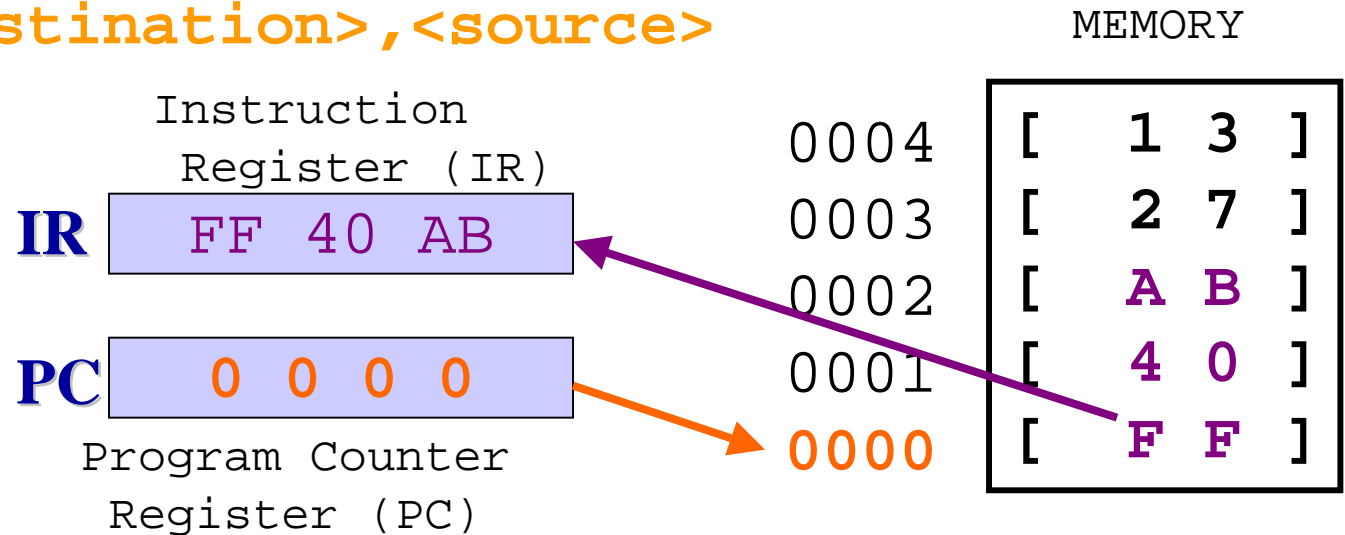 stination>,<source>
MEMORY
Instruction
Register (IR)
IR FF 40 AB
PC 0 0 0 0
Program Counter
Register (PC)
0004 [ 1 3 ]
0003 [ 2 7 ]
0002 [ A B ]
0001 [ 4 0 ]
0000 [ F F ]